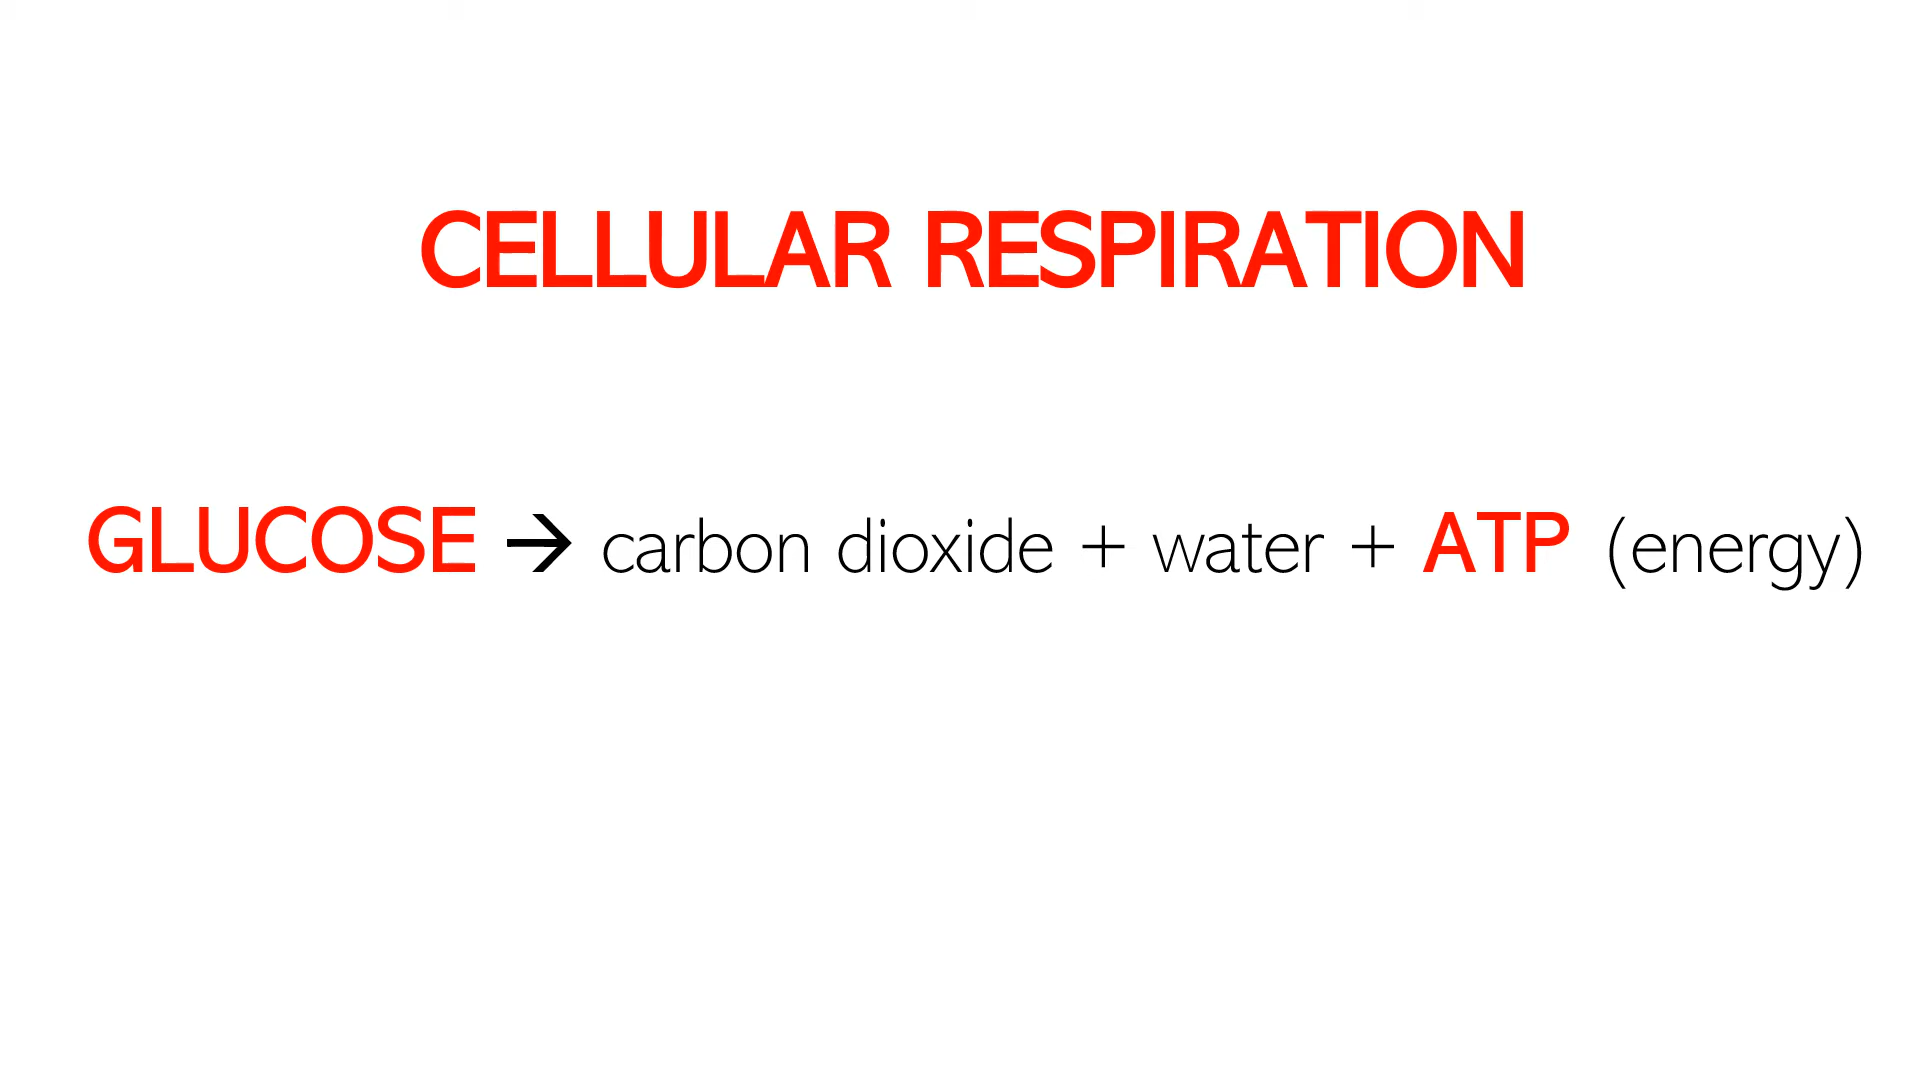 CELLULAR RESPIRATION
GLUCOSE → carbon dioxide + water + ATP (energy)